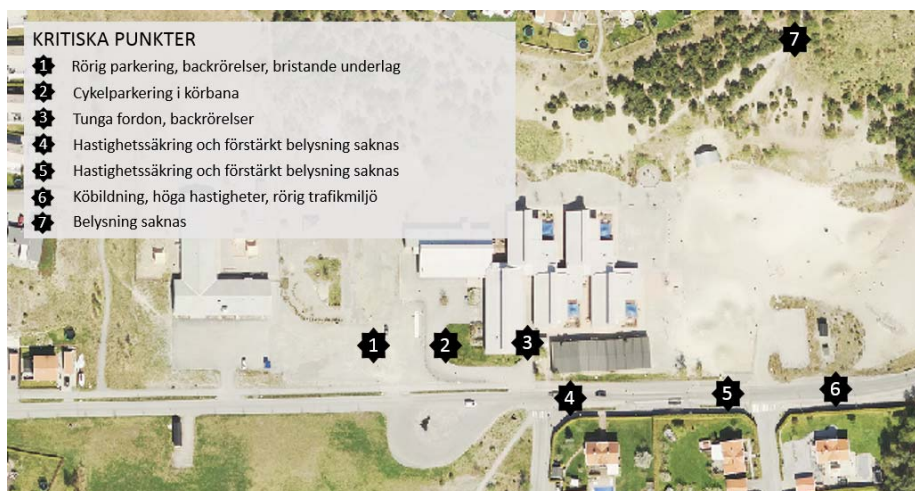 KRITISKA PUNKTER
1 Rörig parkering, backrörelser, bristande underlag
2 Cykelparkering i körbana
3 Tunga fordon, backrörelser
4 Hastighetssäkring och förstärkt belysning saknas
5 Hastighetssäkring och förstärkt belysning saknas
6 Köbildning, höga hastigheter, rörig trafikmiljö
7 Belysning saknas
7
1
2
3
4
5
6